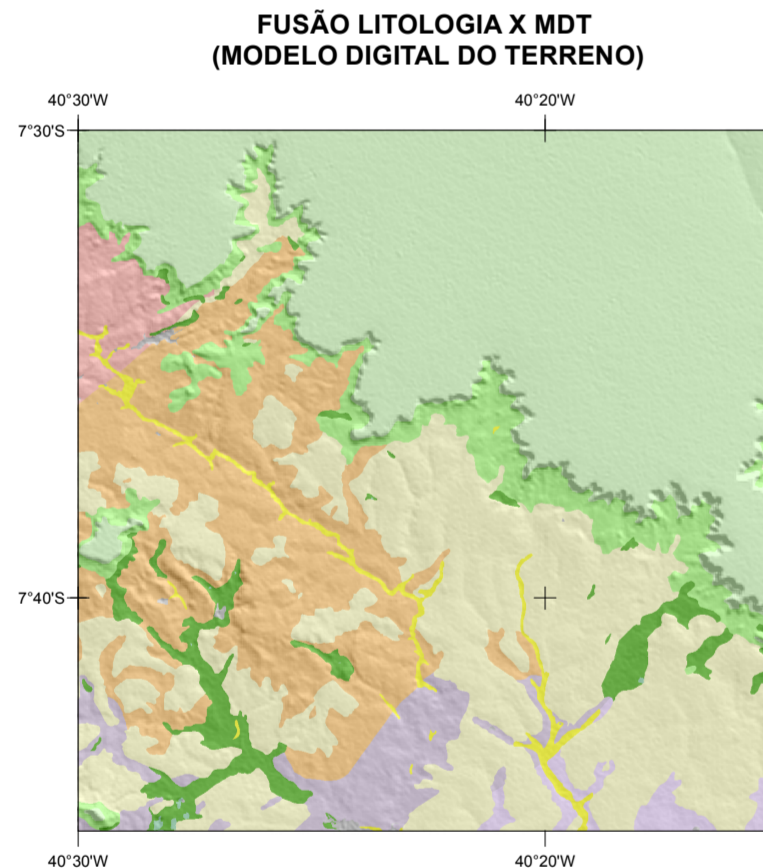 FUSÃO LITOLOGIA X MDT
(MODELO DIGITAL DO TERRENO)
40°30'W 40°20'W
7°30'S
7°40'S
40°30'W 40°20'W